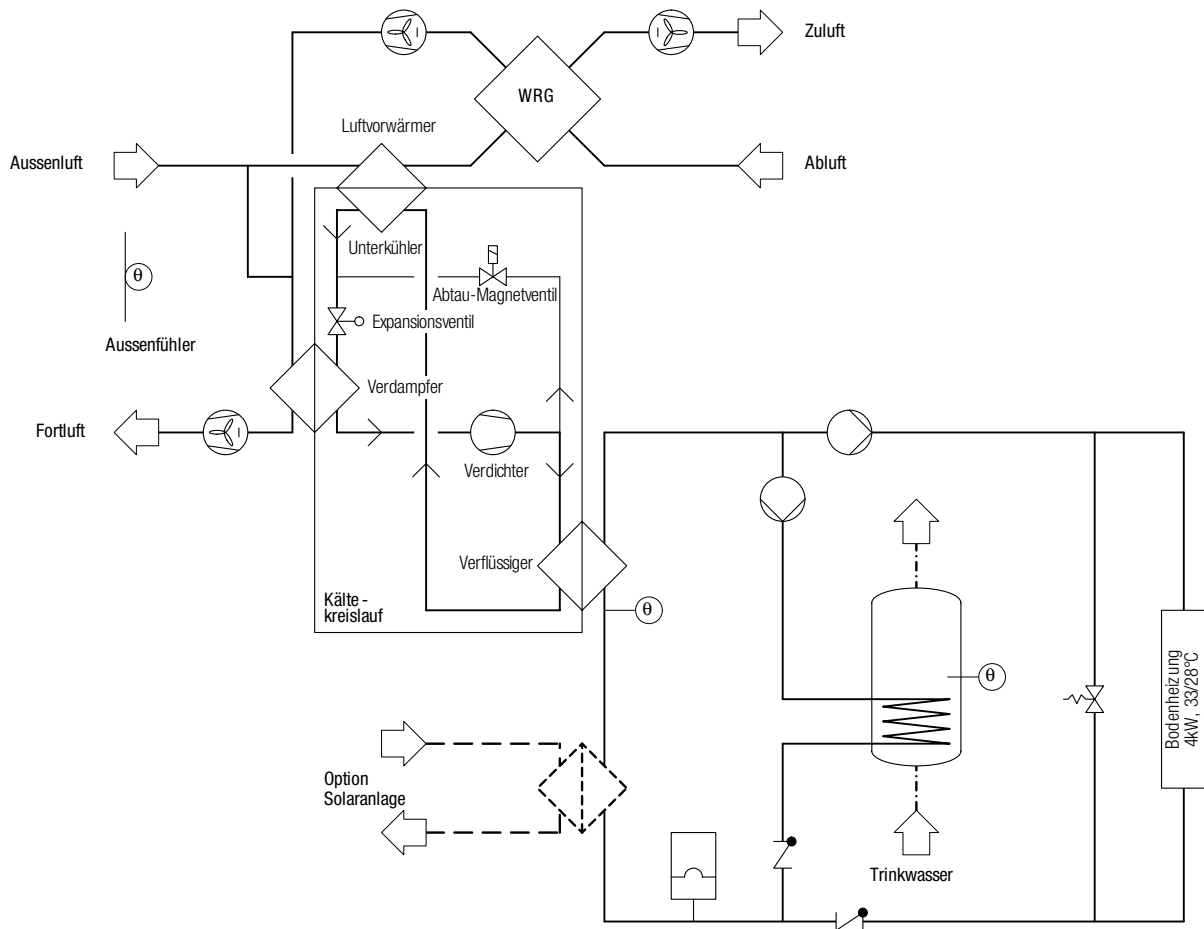 Zuluft
WRG
Luftvorwärmer
Aussenluft
Abluft
Unterkühler
θ
Abtau-Magnetventil
Expansionsventil
Aussenfühler
Verdampfer
Fortluft
Verdichter
Verflüssiger
Kälte -
kreislauf
θ
θ
Bodenheizung
4kW, 33/28°C
Option
Solaranlage
Trinkwasser